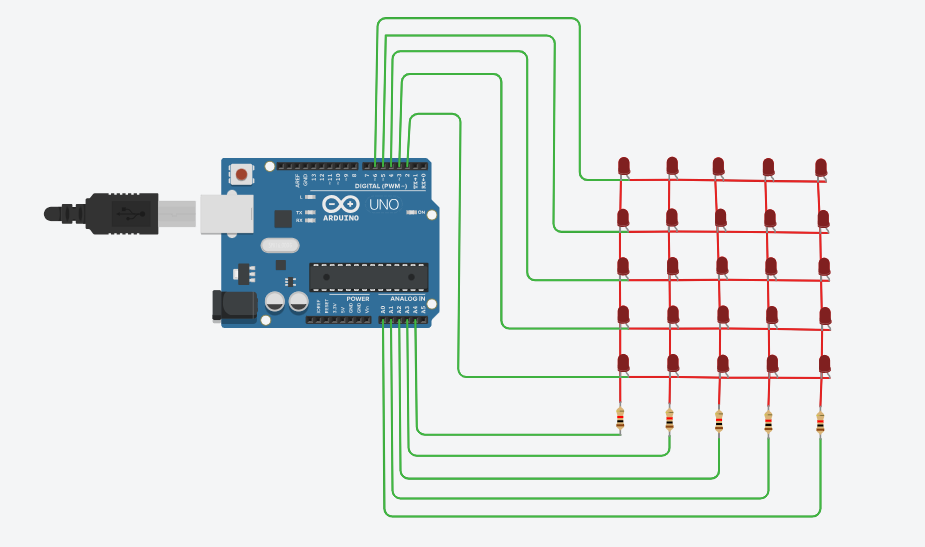 AREF
GND
13
12
~11
~10
~9
8
7
~6
~5
4
~3
2
TX→1
RX←0
DIGITAL (PWM~)
L
TX
RX
ARDUINO
UNO
ON
POWER
ANALOG IN
IOREF
RESET
3.3V
5V
GND
GND
Vin
A0
A1
A2
A3
A4
A5